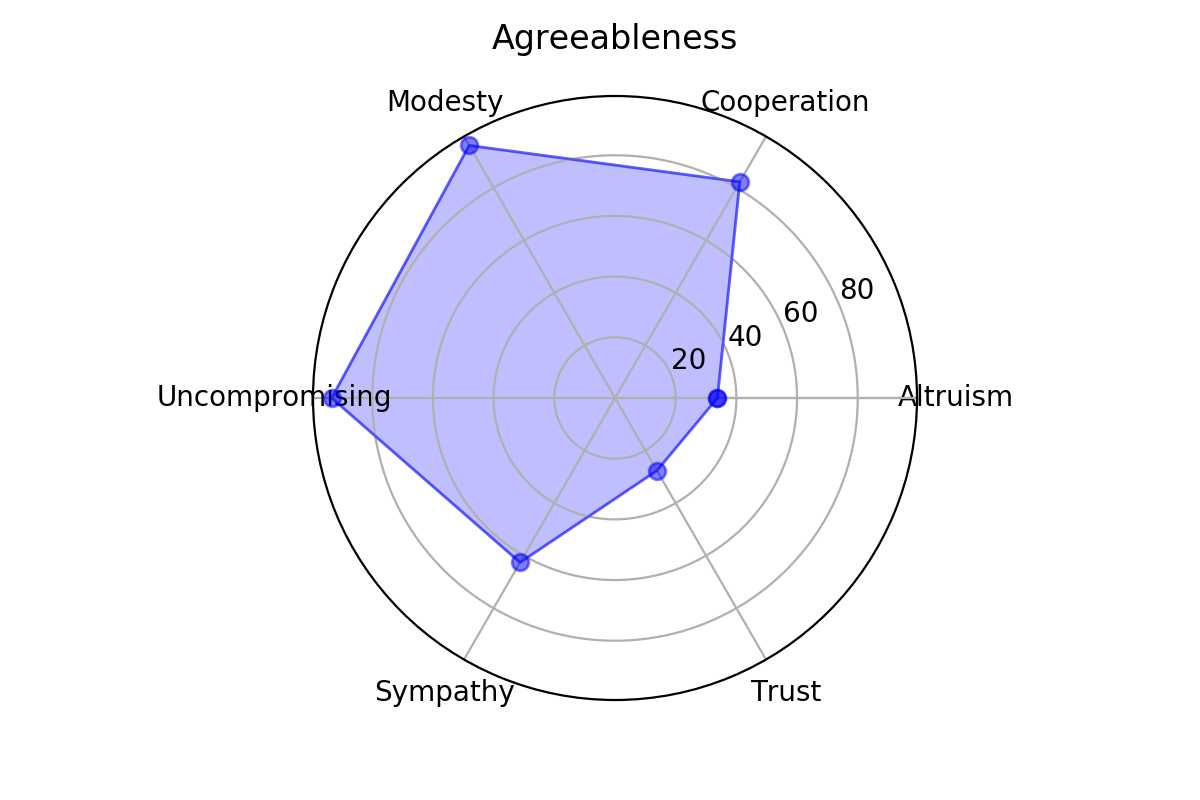 Agreeableness
Modesty
Cooperation
80
60
40
20
Uncompromising
Altruism
Sympathy
Trust